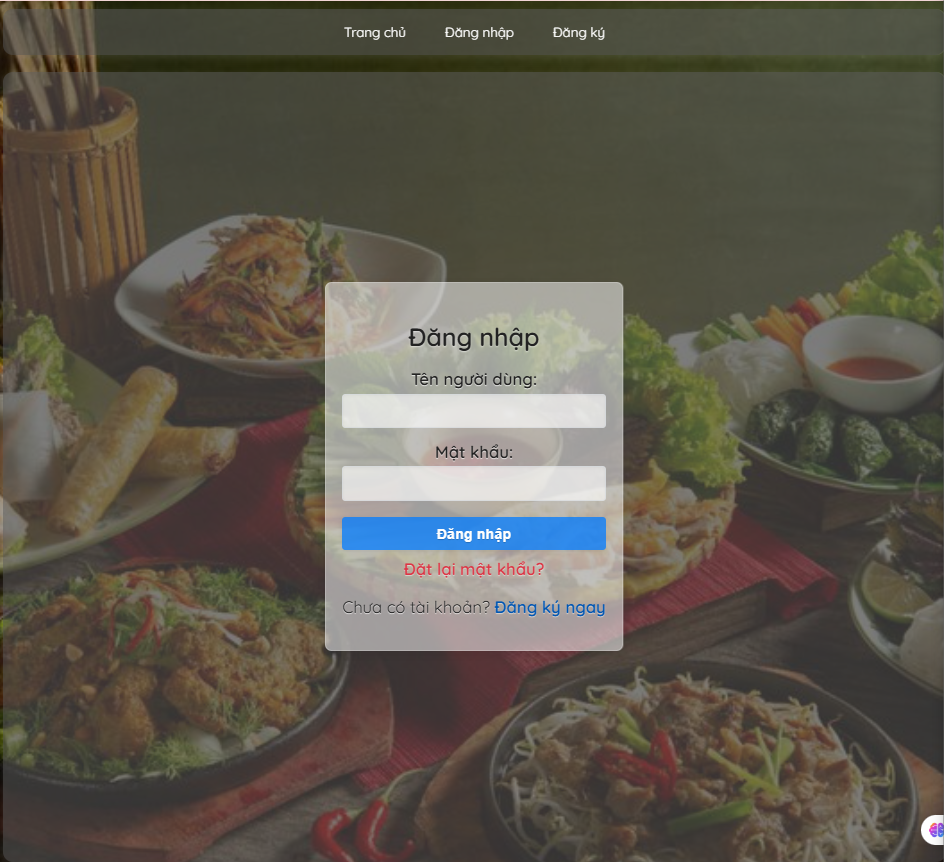 Trang chủ Đăng nhập Đăng ký
Đăng nhập
Tên người dùng:
Mật khẩu:
Đăng nhập
Đặt lại mật khẩu?
Chưa có tài khoản? Đăng ký ngay